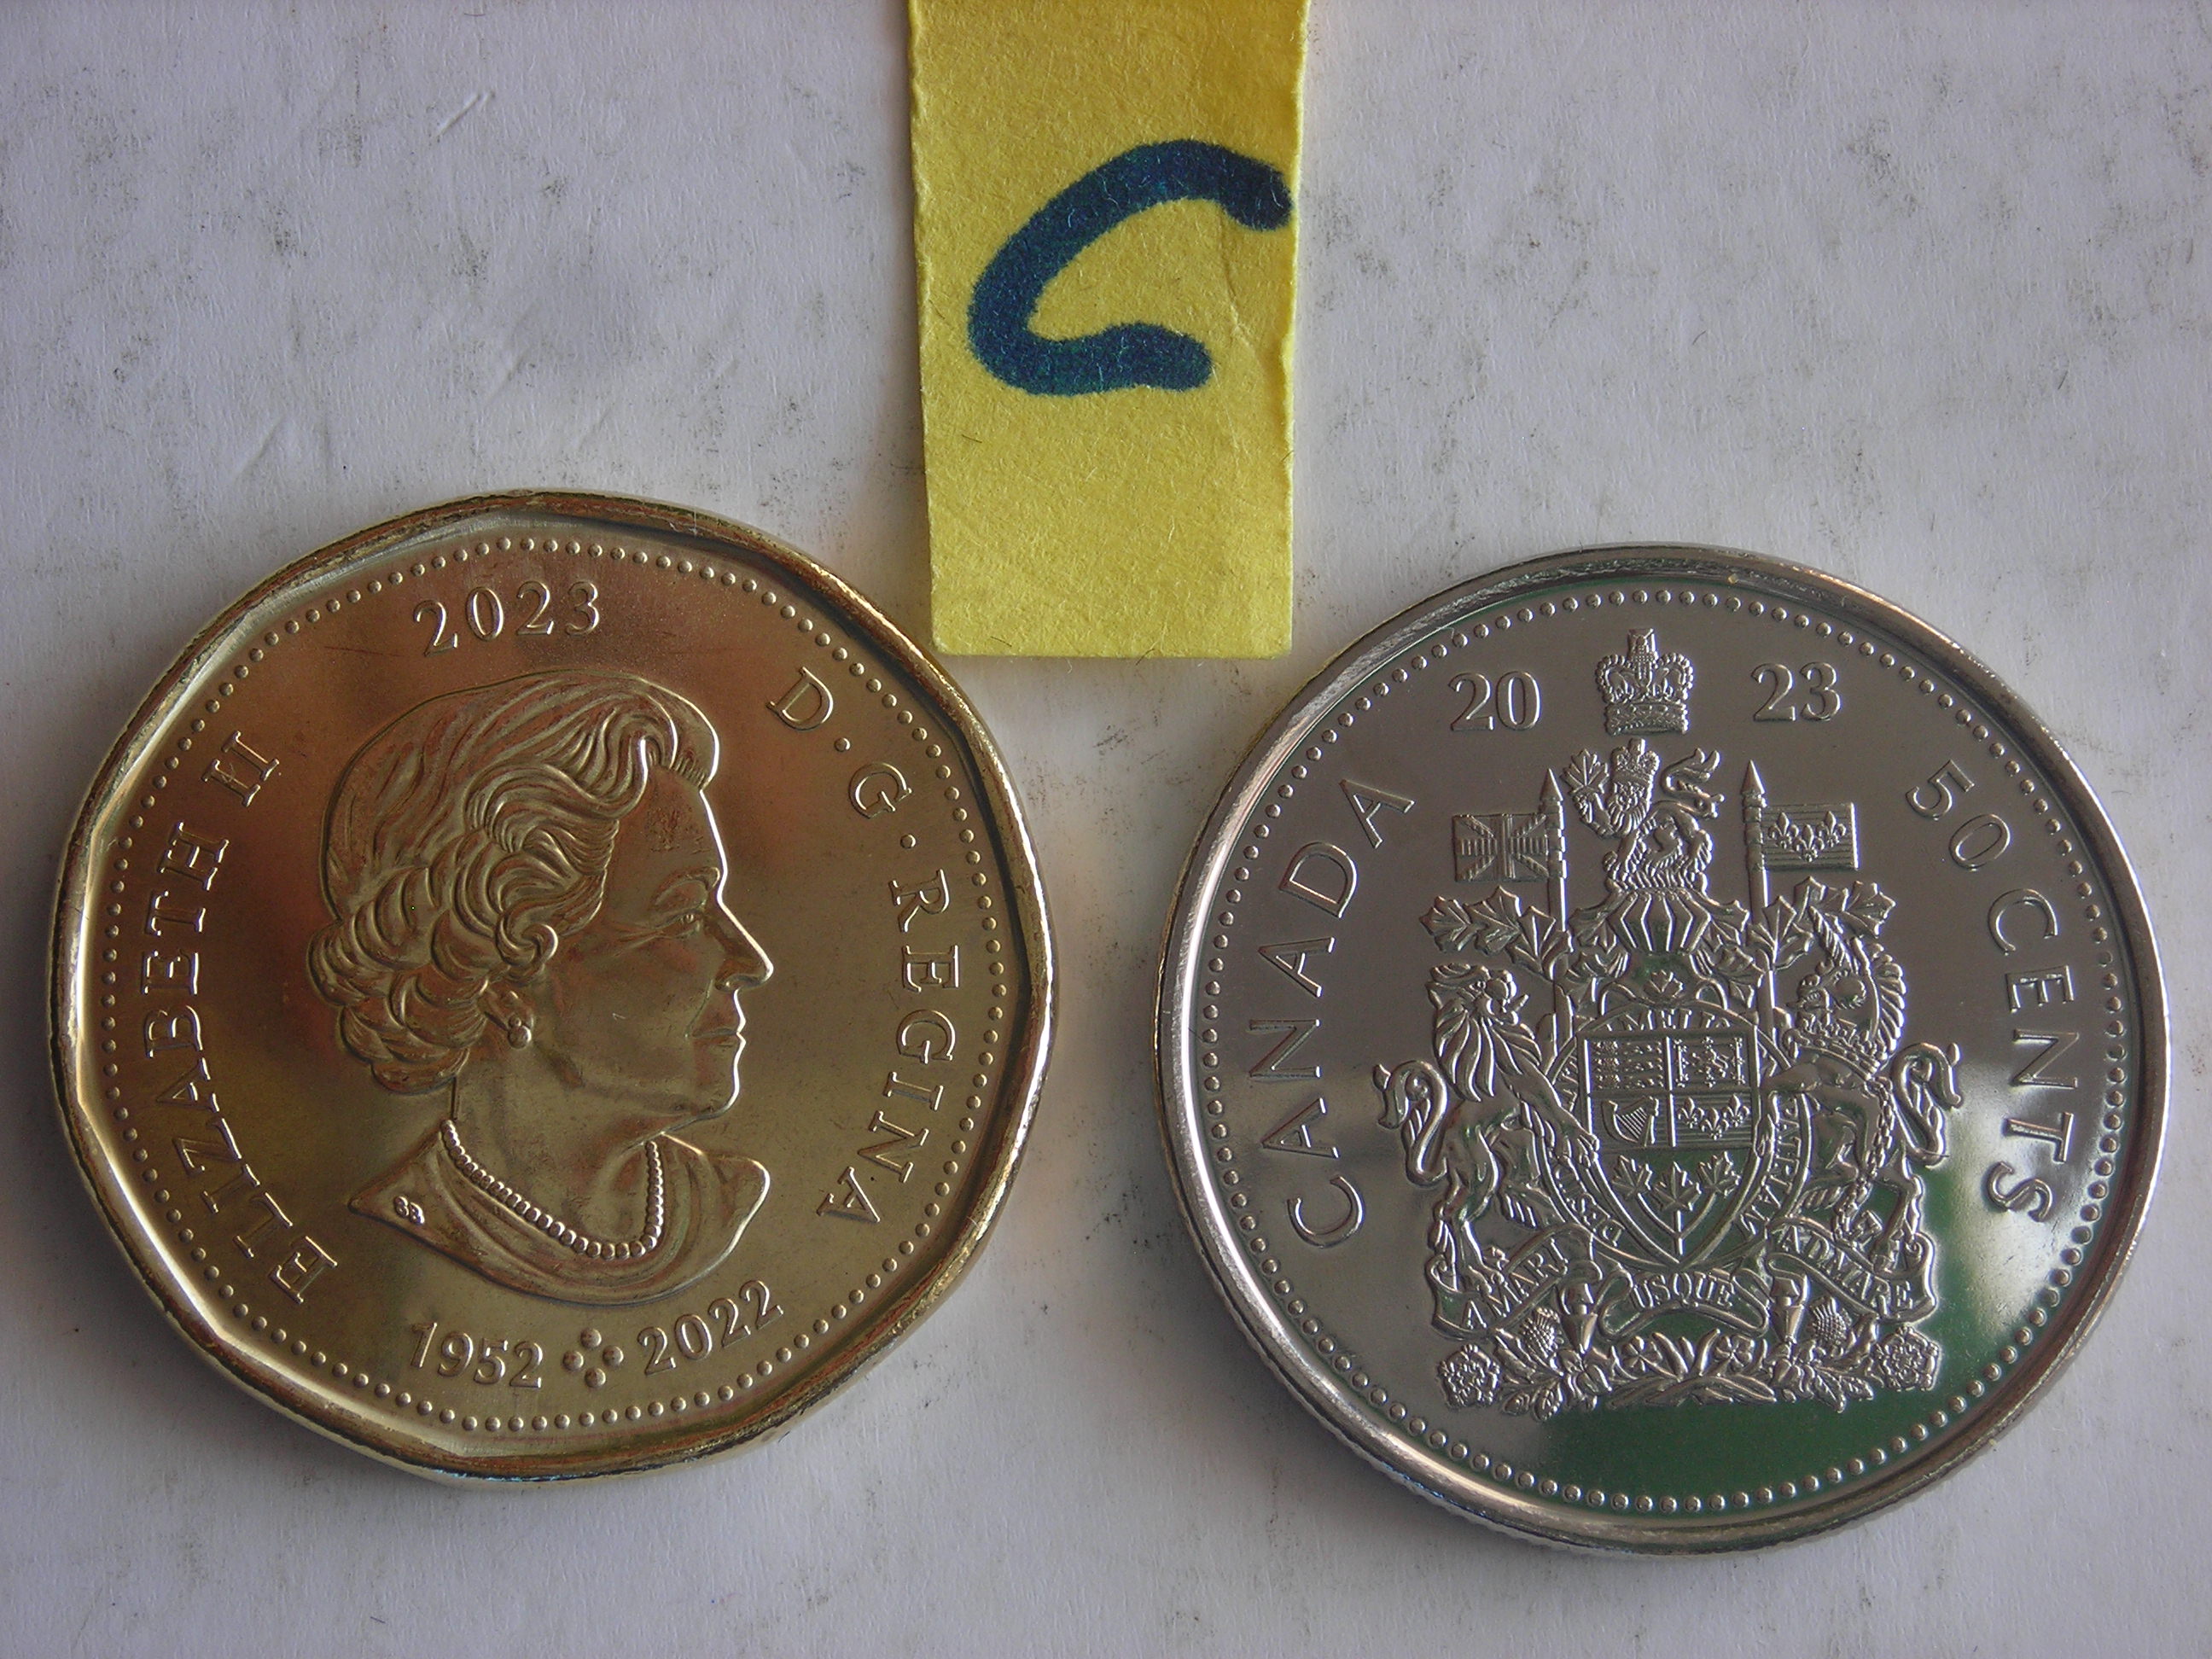 C
2023
ELIZABETH II
D·G·REGINA
1952 2022
SB
20 23
CANADA
50 CENTS
A MARI USQUE AD MARE